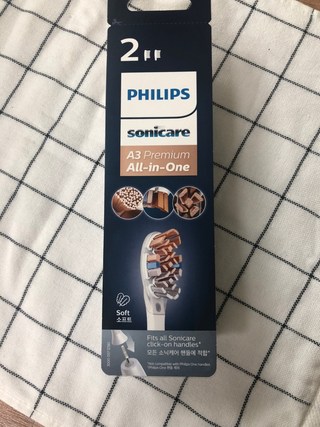 2
PHILIPS
sonicare
A3 Premium
All-in-One
Soft
소프트
Fits all Sonicare
click-on handles*
모든 소닉케어 핸들에 적합*